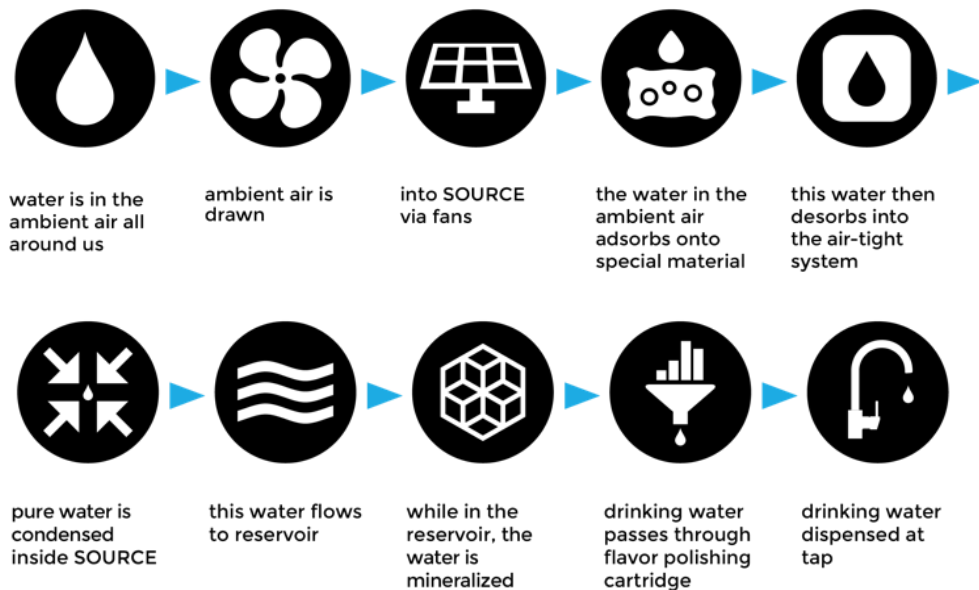 water is in the
ambient air all
around us
ambient air is
drawn
into SOURCE
via fans
the water in the
ambient air
adsorbs onto
special material
this water then
desorbs into
the air-tight
system
pure water is
condensed
inside SOURCE
this water flows
to reservoir
while in the
reservoir, the
water is
mineralized
drinking water
passes through
flavor polishing
cartridge
drinking water
dispensed at
tap